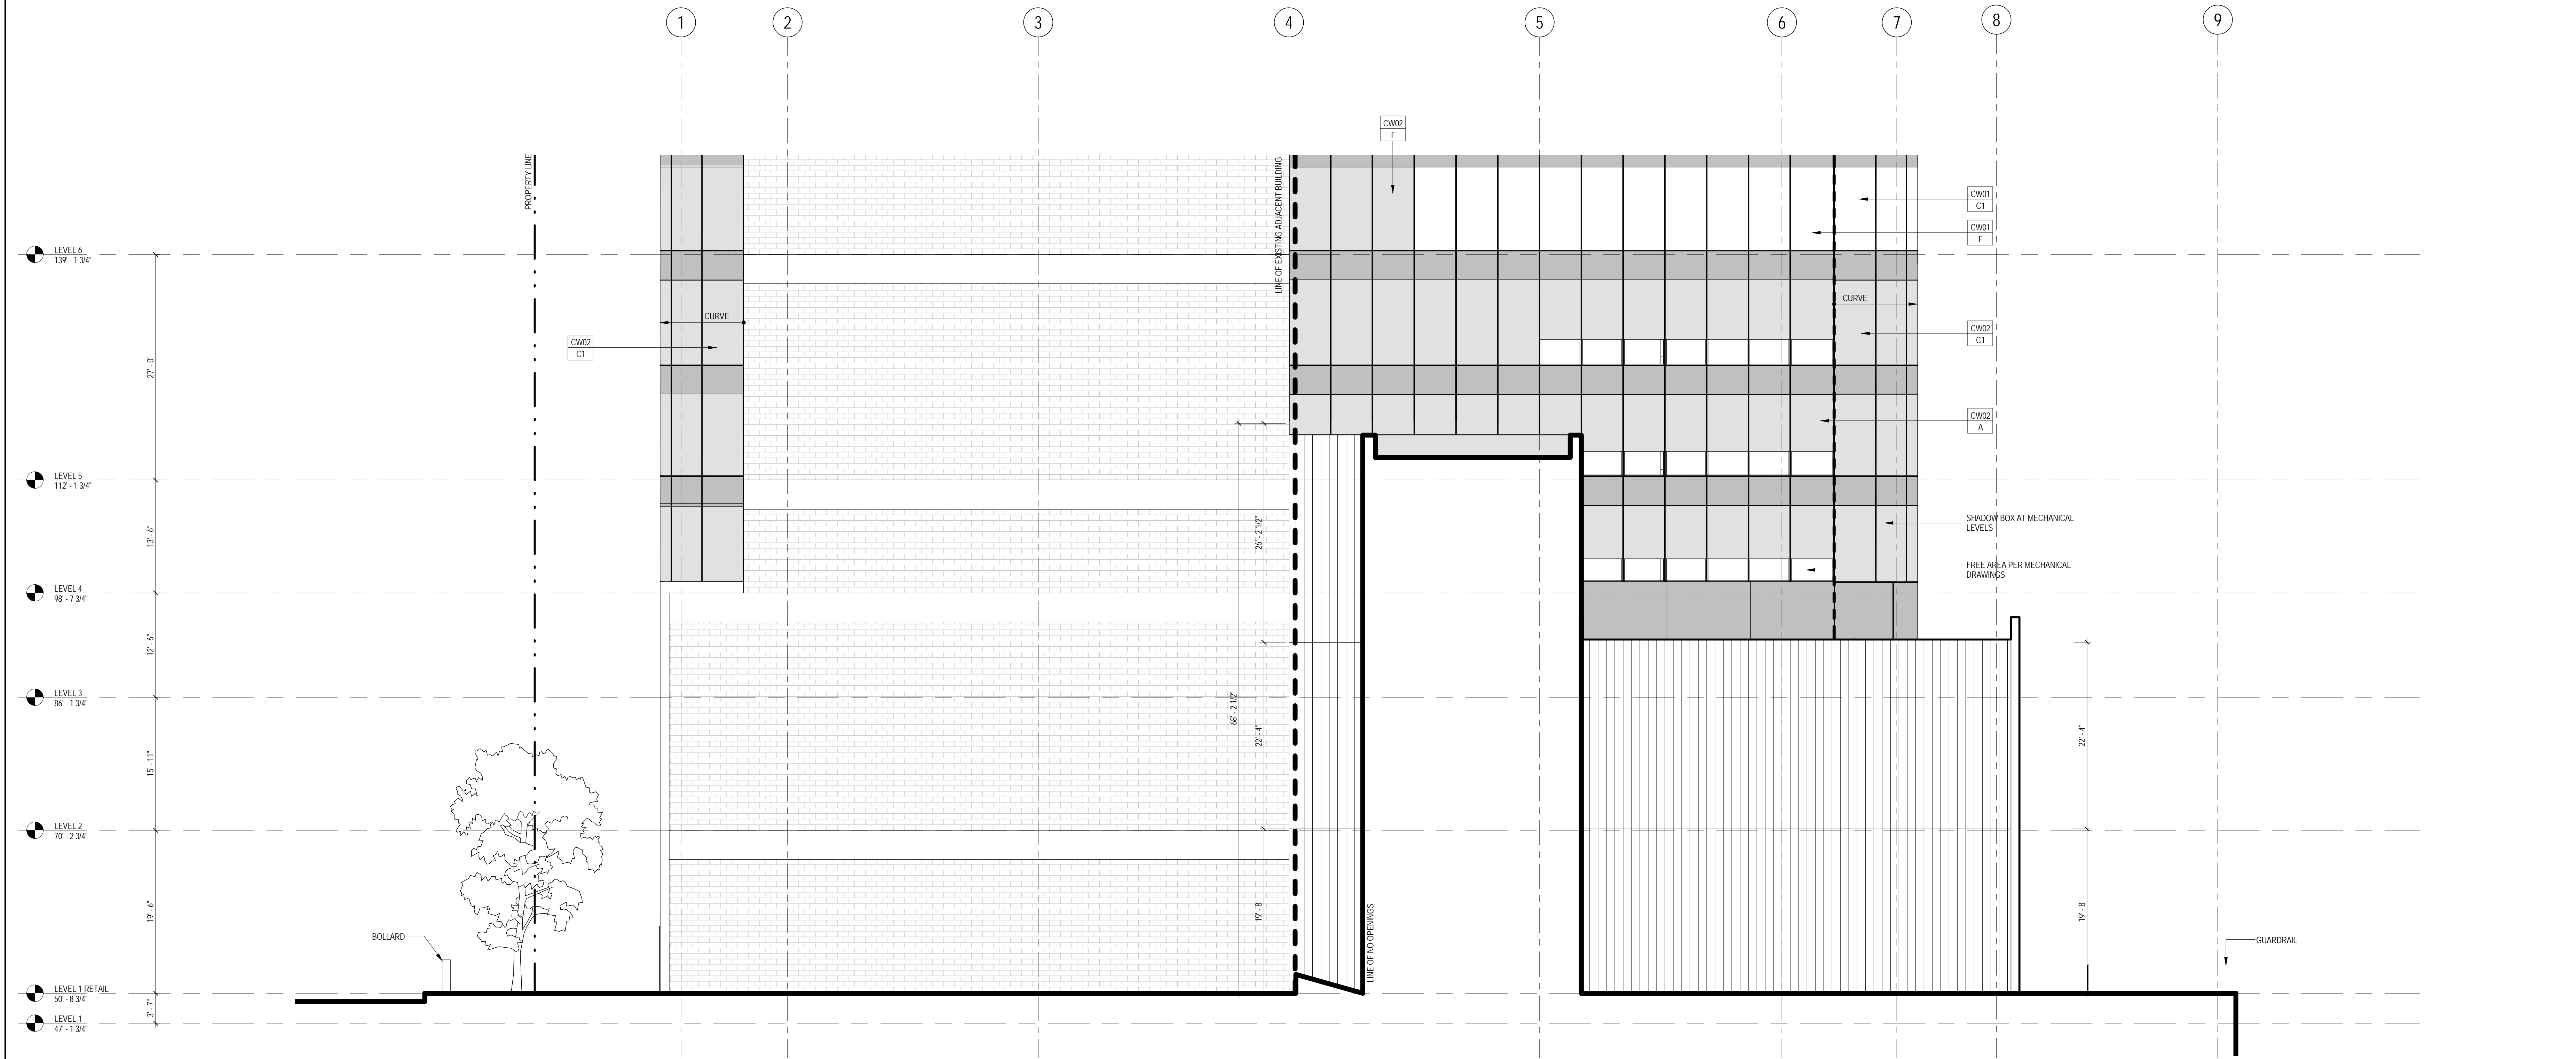 1
2
3
4
5
6
7
8
9
CW02
F
PROPERTY LINE
LINE OF EXISTING ADJACENT BUILDING
CW01
C1
CW01
F
LEVEL 6
139' - 1 3/4"
CURVE
CURVE
CW02
C1
CW02
C1
27' - 0"
CW02
A
LEVEL 5
112' - 1 3/4"
13' - 6"
26' - 2 1/2"
SHADOW BOX AT MECHANICAL
LEVELS
FREE AREA PER MECHANICAL
DRAWINGS
LEVEL 4
98' - 7 3/4"
12' - 6"
LEVEL 3
86' - 1 3/4"
68' - 2 1/2"
22' - 4"
22' - 4"
15' - 11"
LEVEL 2
70' - 2 3/4"
19' - 6"
19' - 8"
19' - 8"
LINE OF NO OPENINGS
BOLLARD
GUARDRAIL
LEVEL 1 RETAIL
50' - 8 3/4"
3' - 7"
LEVEL 1
47' - 1 3/4"